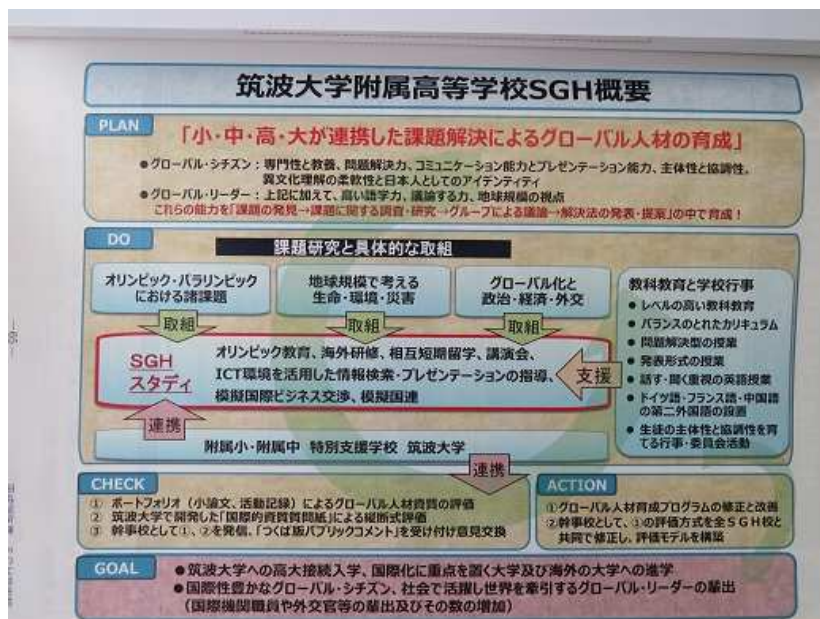 筑波大学附属高等学校SGH概要
PLAN
「小・中・高・大が連携した課題解決によるグローバル人材の育成」
●グローバル・シチズン：専門性と教養、問題解決力、コミュニケーション能力とプレゼンテーション能力、主体性と協調性、
異文化理解の柔軟性と日本人としてのアイデンティティ
●グローバル・リーダー：上記に加えて、高い語学力、議論する力、地球規模の視点
これらの能力を「課題の発見→課題に関する調査・研究→グループによる議論→解決法の発表・提案」の中で育成！
DO
課題研究と具体的な取組
オリンピック・パラリンピック
における諸課題
地球規模で考える
生命・環境・災害
グローバル化と
政治・経済・外交
取組
取組
取組
SGH
スタディ
オリンピック教育、海外研修、相互短期留学、講演会、
ICT環境を活用した情報検索・プレゼンテーションの指導、
模擬国際ビジネス交渉、模擬国連
支援
連携
附属小・附属中 特別支援学校 筑波大学
連携
教科教育と学校行事
● レベルの高い教科教育
● バランスのとれたカリキュラム
● 問題解決型の授業
● 発表形式の授業
● 話す・聞く重視の英語授業
● ドイツ語・フランス語・中国語
の第二外国語の設置
● 生徒の主体性と協調性を育
てる行事・委員会活動
CHECK
① ポートフォリオ（小論文、活動記録）によるグローバル人材資質の評価
② 筑波大学で開発した「国際的資質質問紙」による縦断式評価
③ 幹事校として①、②を発信、「つくば版パブリックコメント」を受け付け意見交換
ACTION
①グローバル人材育成プログラムの修正と改善
②幹事校として、①の評価方式を全ＳＧＨ校と
共同で修正し、評価モデルを構築
GOAL
●筑波大学への高大接続入学、国際化に重点を置く大学及び海外の大学への進学
●国際性豊かなグローバル・シチズン、社会で活躍し世界を牽引するグローバル・リーダーの輩出
（国際機関職員や外交官等の輩出及びその数の増加）